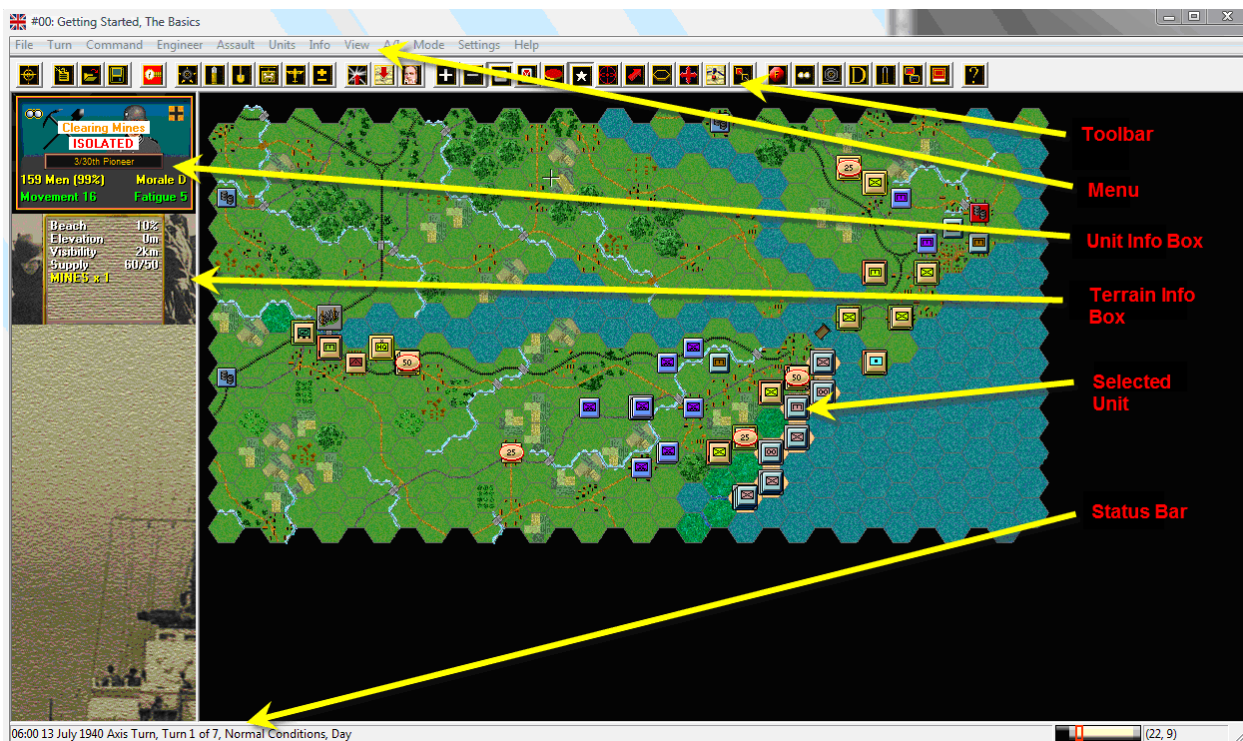 #00: Getting Started, The Basics
File Turn Command Engineer Assault Units Info View A/I Mode Settings Help
Clearing Mines
ISOLATED
3/30th Pioneer
159 Men (99%) Morale D
Movement 16 Fatigue 5
Beach 10%
Elevation 0m
Visibility 2km
Supply 60/50
MINES x 1
Toolbar
Menu
Unit Info Box
Terrain Info
Box
Selected
Unit
Status Bar
25
HQ
50
50
25
25
06:00 13 July 1940 Axis Turn, Turn 1 of 7, Normal Conditions, Day
(22, 9)